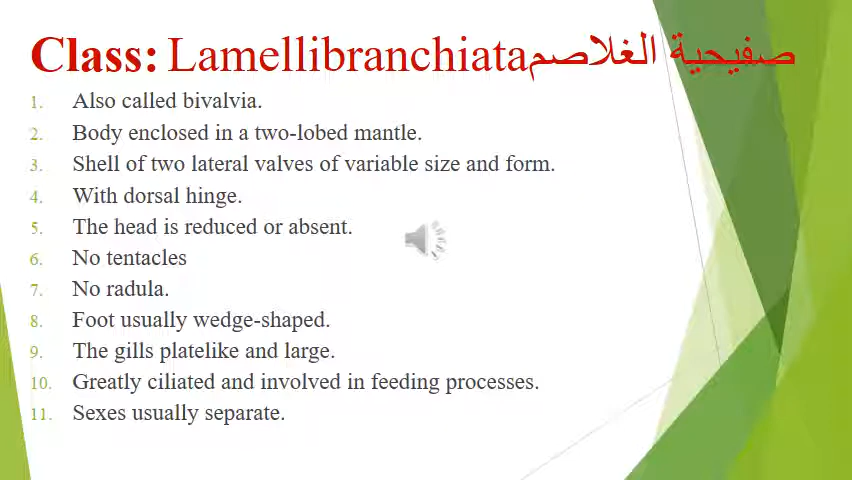 Class: Lamellibranchiata صفيحية الغلاصم
1. Also called bivalvia.
2. Body enclosed in a two-lobed mantle.
3. Shell of two lateral valves of variable size and form.
4. With dorsal hinge.
5. The head is reduced or absent.
6. No tentacles
7. No radula.
8. Foot usually wedge-shaped.
9. The gills platelike and large.
10. Greatly ciliated and involved in feeding processes.
11. Sexes usually separate.